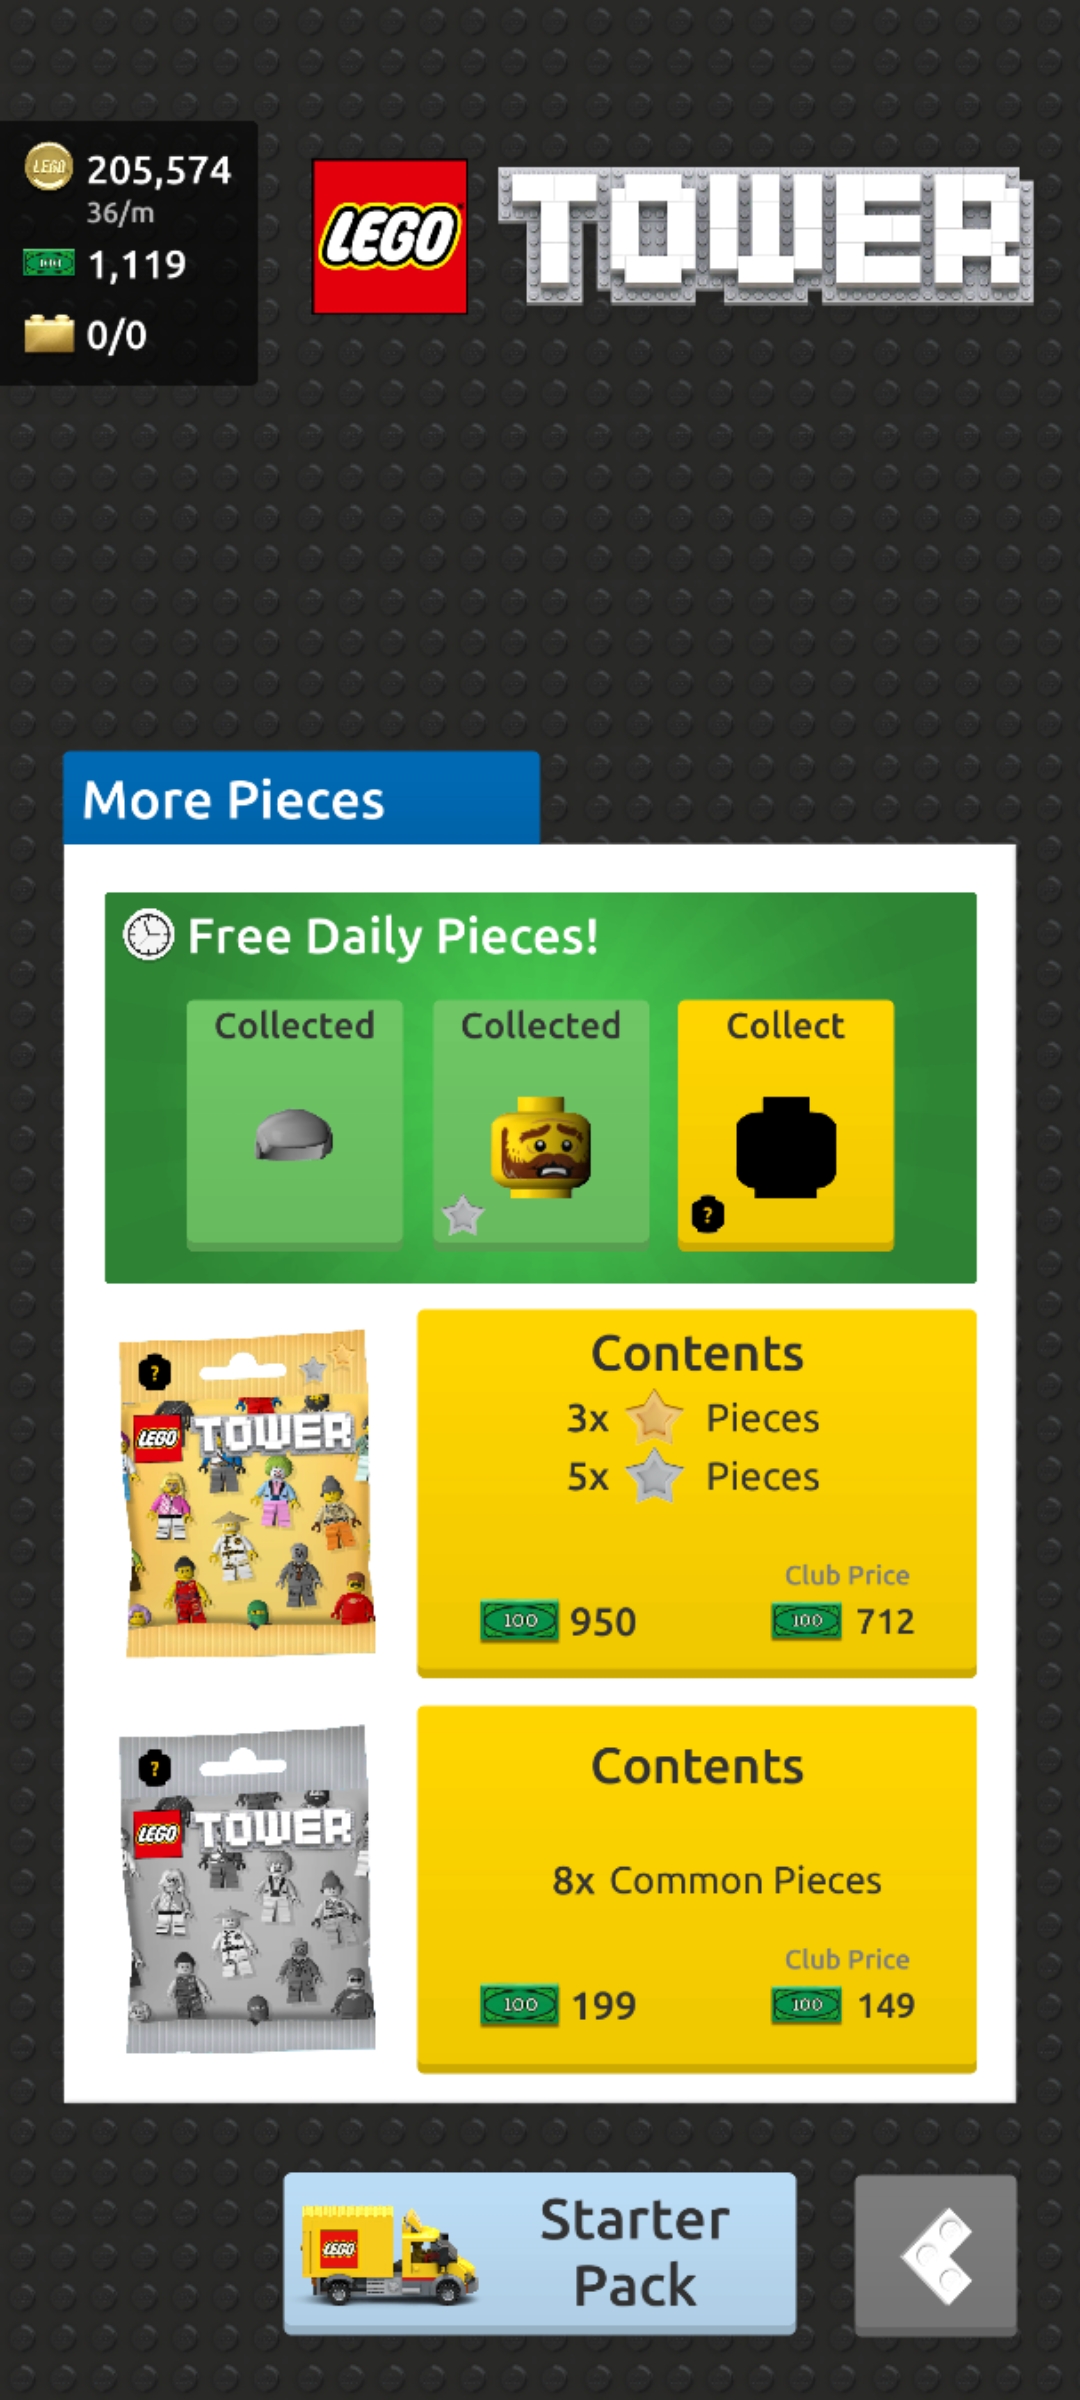 LEGO
205,574
36/m
1,119
0/0
LEGO
TOWER
More Pieces
Free Daily Pieces!
Collected
Collected
Collect
?
?
LEGO TOWER
Contents
3x Pieces
5x Pieces
Club Price
100 950
100 712
?
LEGO TOWER
Contents
8x Common Pieces
Club Price
100 199
100 149
LEGO
Starter
Pack